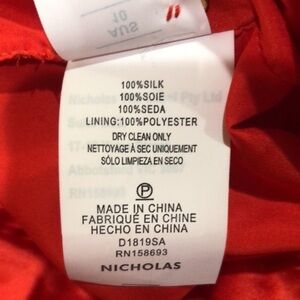 AUS
10
100%SILK
100%SOIE
100%SEDA
LINING:100%POLYESTER
DRY CLEAN ONLY
NETTOYAGE À SEC UNIQUEMENT
SÓLO LIMPIEZA EN SECO
P
MADE IN CHINA
FABRIQUÉ EN CHINE
HECHO EN CHINA
D1819SA
RN158693
NICHOLAS